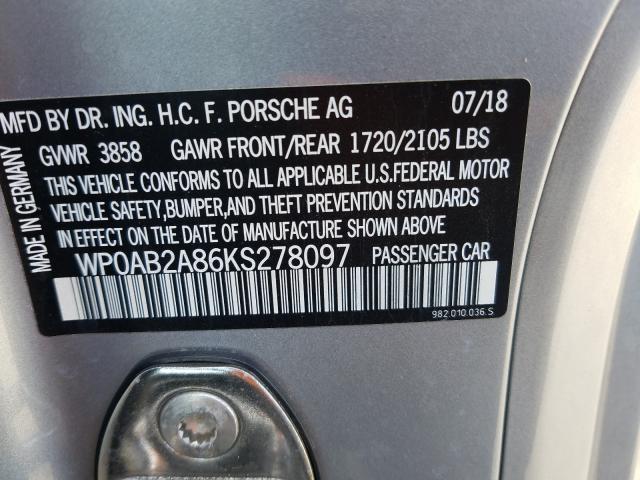 MFD BY DR. ING. H.C. F. PORSCHE AG 07/18
GVWR 3858 GAWR FRONT/REAR 1720/2105 LBS
THIS VEHICLE CONFORMS TO ALL APPLICABLE U.S.FEDERAL MOTOR
VEHICLE SAFETY,BUMPER,AND THEFT PREVENTION STANDARDS
IN EFFECT ON THE DATE OF MANUFACTURE SHOWN ABOVE
WP0AB2A86KS278097 PASSENGER CAR
982.010.036.S
MADE IN GERMANY